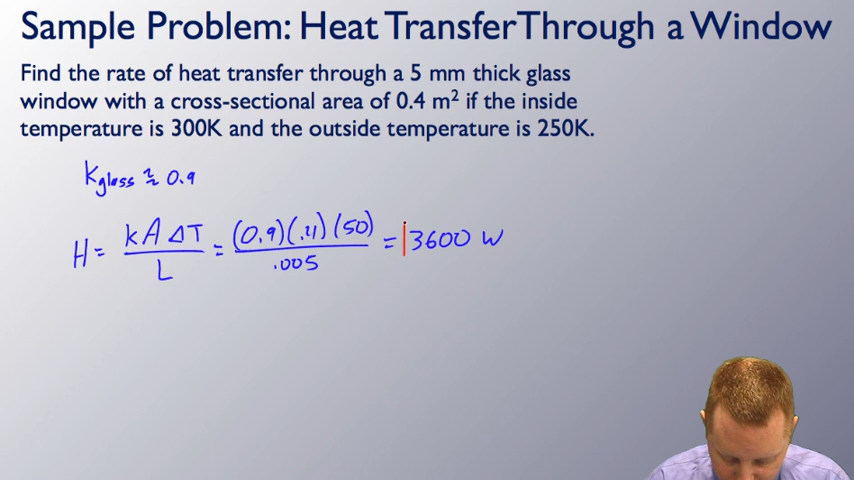 Sample Problem: Heat Transfer Through a Window
Find the rate of heat transfer through a 5 mm thick glass
window with a cross-sectional area of 0.4 m² if the inside
temperature is 300K and the outside temperature is 250K.
k_glass ≈ 0.9
H = kAΔT / L = (0.9)(.4)(50) / .005 = 3600 W